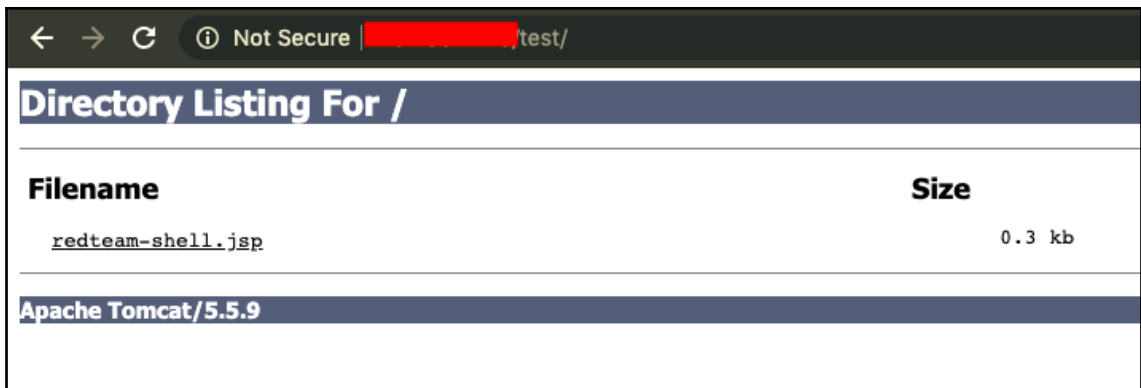 Not Secure | /test/
Directory Listing For /
Filename Size
redteam-shell.jsp 0.3 kb
Apache Tomcat/5.5.9